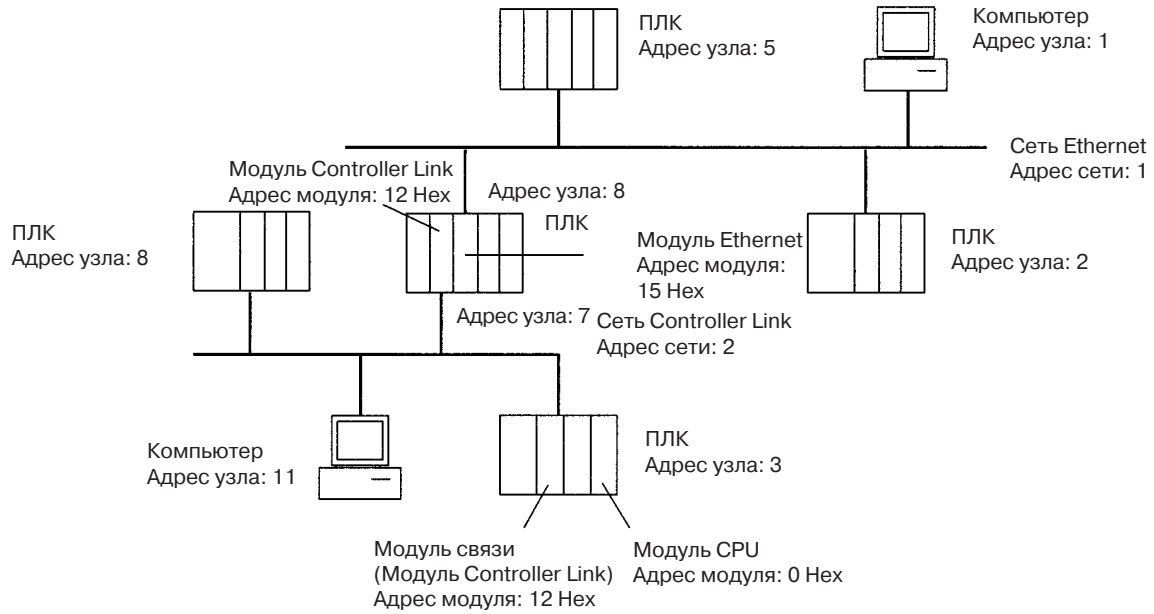 ПЛК
Адрес узла: 5
Компьютер
Адрес узла: 1
Сеть Ethernet
Адрес сети: 1
Модуль Controller Link
Адрес модуля: 12 Hex
Адрес узла: 8
ПЛК
ПЛК
Адрес узла: 8
Модуль Ethernet
Адрес модуля:
15 Hex
ПЛК
Адрес узла: 2
Адрес узла: 7
Сеть Controller Link
Адрес сети: 2
Компьютер
Адрес узла: 11
ПЛК
Адрес узла: 3
Модуль связи
(Модуль Controller Link)
Адрес модуля: 12 Hex
Модуль CPU
Адрес модуля: 0 Hex